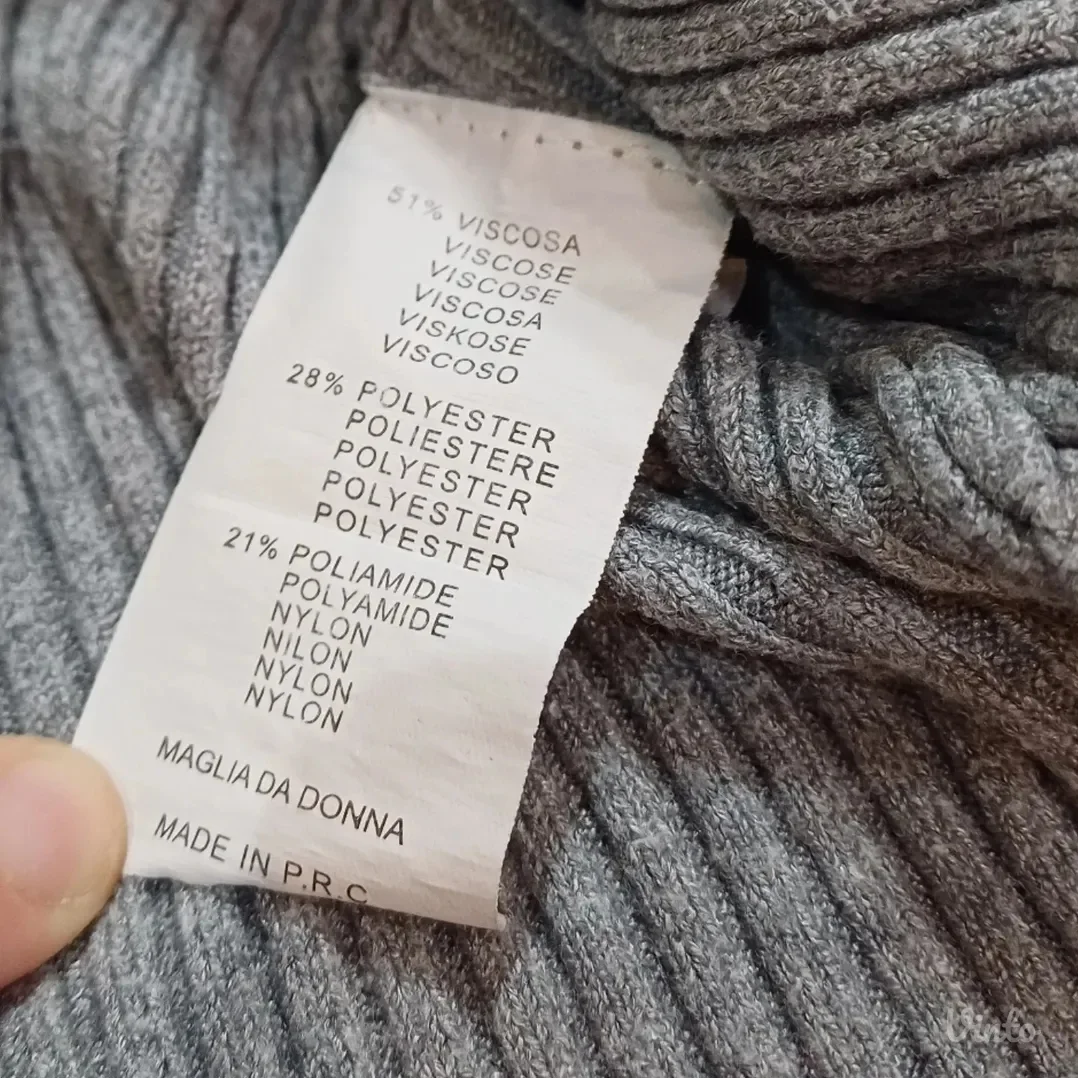 51% VISCOSA
VISCOSE
VISCOSE
VISCOSA
VISKOSE
VISCOSO
28% POLYESTER
POLIESTERE
POLYESTER
POLYESTER
POLYESTER
21% POLIAMIDE
POLYAMIDE
NYLON
NILON
NYLON
NYLON
MAGLIA DA DONNA
MADE IN P.R.C